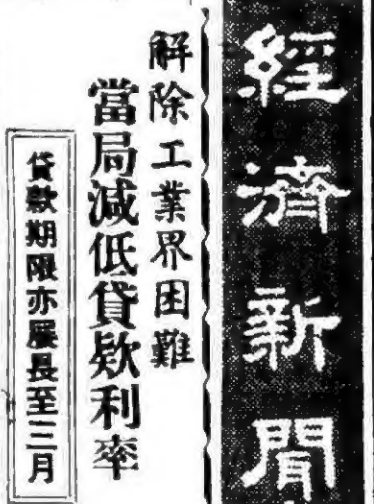 經濟新聞
解除工業界困難
當局減低貸欵利率
貸欵期限亦展長至三月